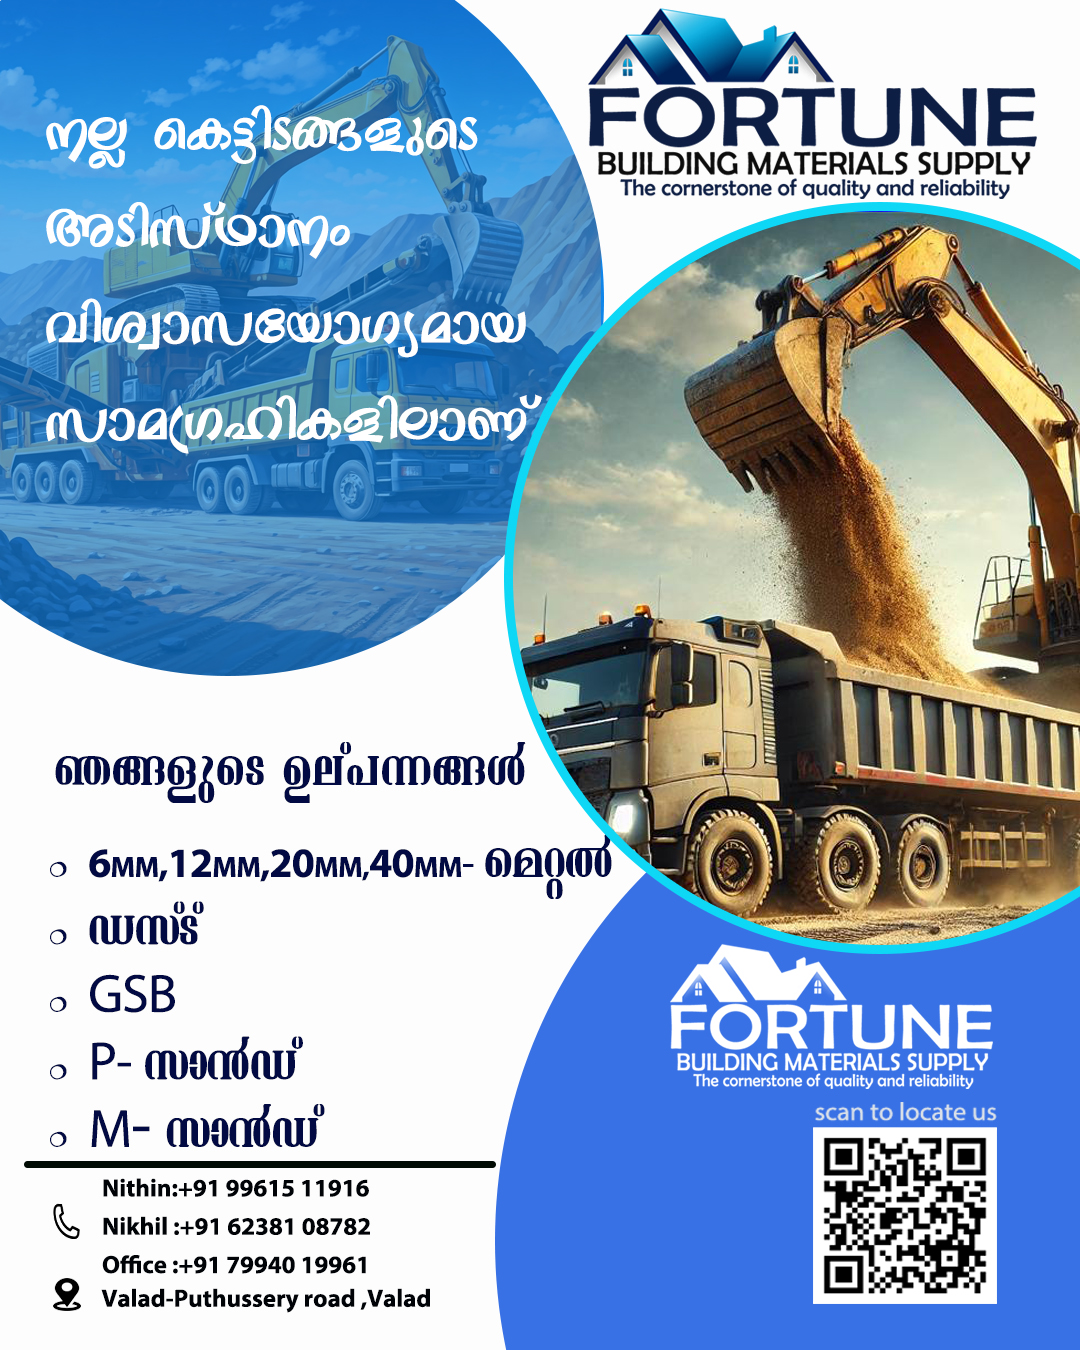 FORTUNE
BUILDING MATERIALS SUPPLY
The cornerstone of quality and reliability
നല്ല കെട്ടിടങ്ങളുടെ
അടിസ്ഥാനം
വിശ്വാസയോഗ്യമായ
സാമഗ്രഹികളിലാണ്
ഞങ്ങളുടെ ഉല്പന്നങ്ങൾ
6MM,12MM,20MM,40MM- മെറ്റൽ
ഡസ്ട്
GSB
P- സാൻഡ്
M- സാൻഡ്
Nithin:+91 99615 11916
Nikhil :+91 62381 08782
Office :+91 79940 19961
Valad-Puthussery road ,Valad
FORTUNE
BUILDING MATERIALS SUPPLY
The cornerstone of quality and reliability
scan to locate us